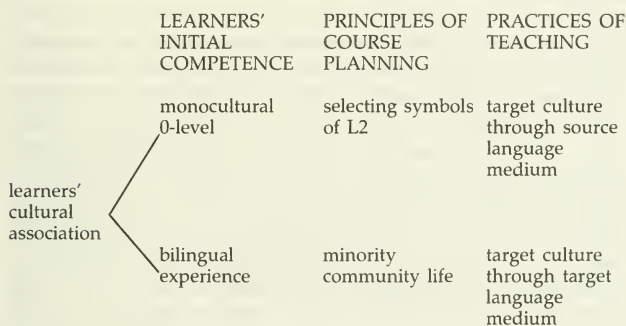 LEARNERS' PRINCIPLES OF PRACTICES OF
INITIAL COURSE TEACHING
COMPETENCE PLANNING
monocultural selecting symbols target culture
0-level of L2 through source
language
medium
learners'
cultural
association
bilingual minority target culture
experience community life through target
language
medium